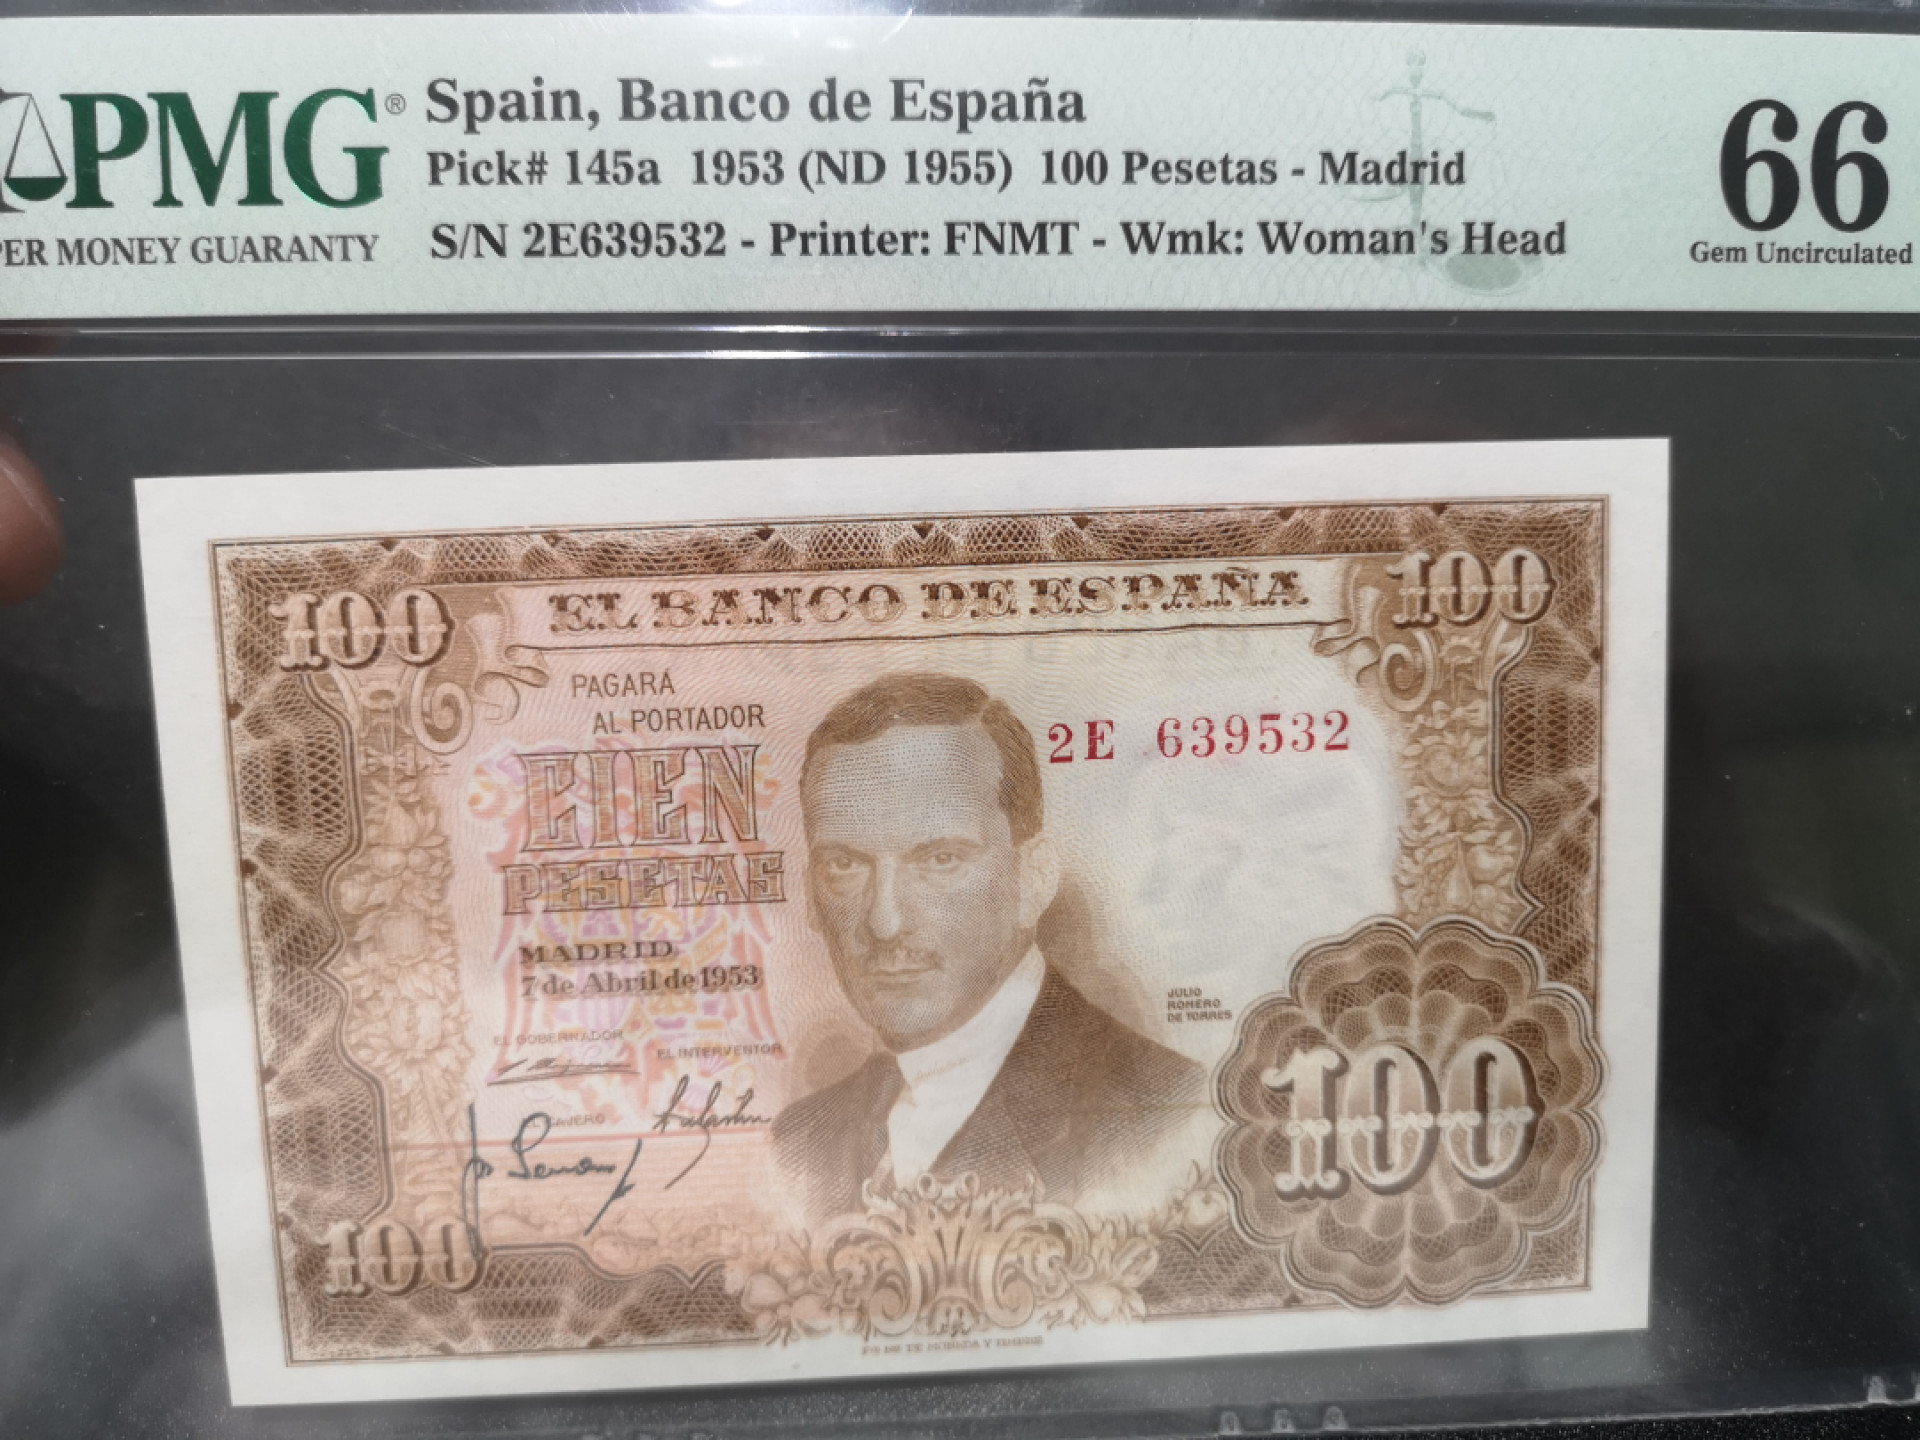 PMG®
PER MONEY GUARANTY
Spain, Banco de España
Pick# 145a 1953 (ND 1955) 100 Pesetas - Madrid
S/N 2E639532 - Printer: FNMT - Wmk: Woman's Head
66
Gem Uncirculated
100
EL BANCO DE ESPAÑA
100
PAGARÁ
AL PORTADOR
2E 639532
CIEN
PESETAS
MADRID,
7 de Abril de 1953
JULIO
ROMERO
DE TORRES
EL GOBERNADOR
EL INTERVENTOR
EL CAJERO
100
100